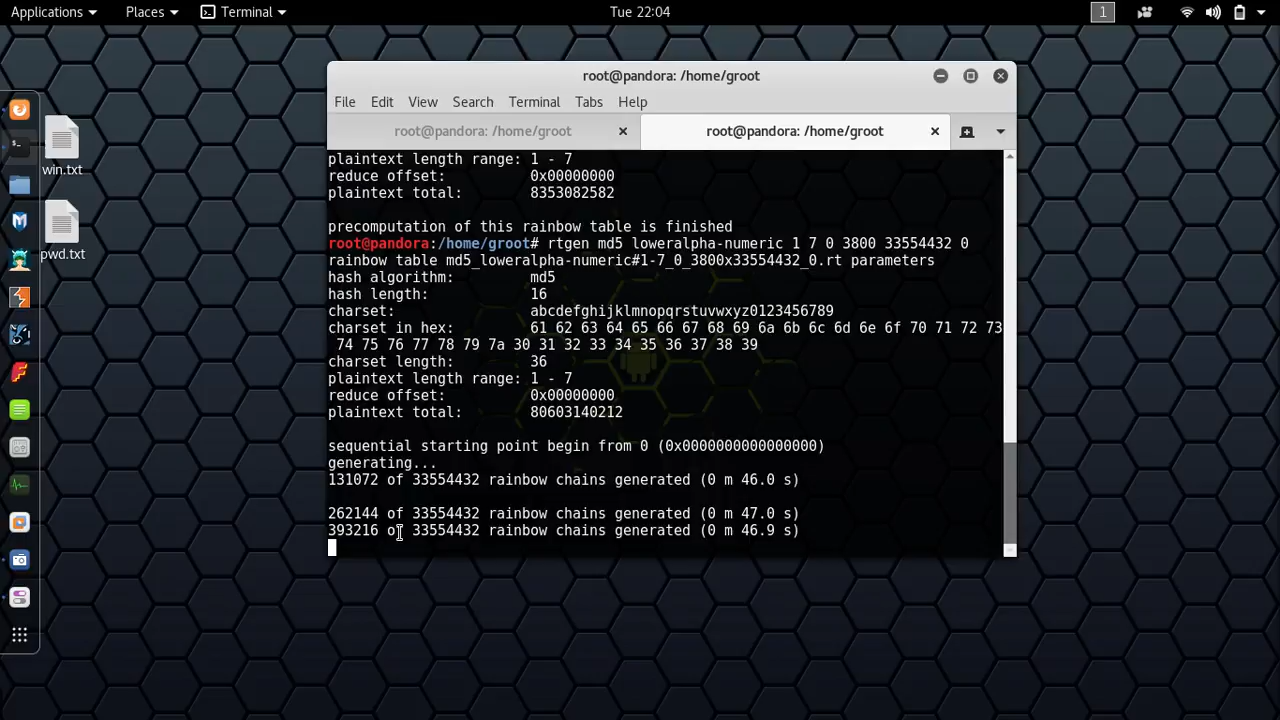 Applications Places Terminal Tue 22:04 1
root@pandora: /home/groot
File Edit View Search Terminal Tabs Help
root@pandora: /home/groot root@pandora: /home/groot
win.txt
pwd.txt
plaintext length range: 1 - 7
reduce offset: 0x00000000
plaintext total: 8353082582
precomputation of this rainbow table is finished
root@pandora:/home/groot# rtgen md5 loweralpha-numeric 1 7 0 3800 33554432 0
rainbow table md5_loweralpha-numeric#1-7_0_3800x33554432_0.rt parameters
hash algorithm: md5
hash length: 16
charset: abcdefghijklmnopqrstuvwxyz0123456789
charset in hex: 61 62 63 64 65 66 67 68 69 6a 6b 6c 6d 6e 6f 70 71 72 73
74 75 76 77 78 79 7a 30 31 32 33 34 35 36 37 38 39
charset length: 36
plaintext length range: 1 - 7
reduce offset: 0x00000000
plaintext total: 80603140212
sequential starting point begin from 0 (0x0000000000000000)
generating...
131072 of 33554432 rainbow chains generated (0 m 46.0 s)
262144 of 33554432 rainbow chains generated (0 m 47.0 s)
393216 of 33554432 rainbow chains generated (0 m 46.9 s)